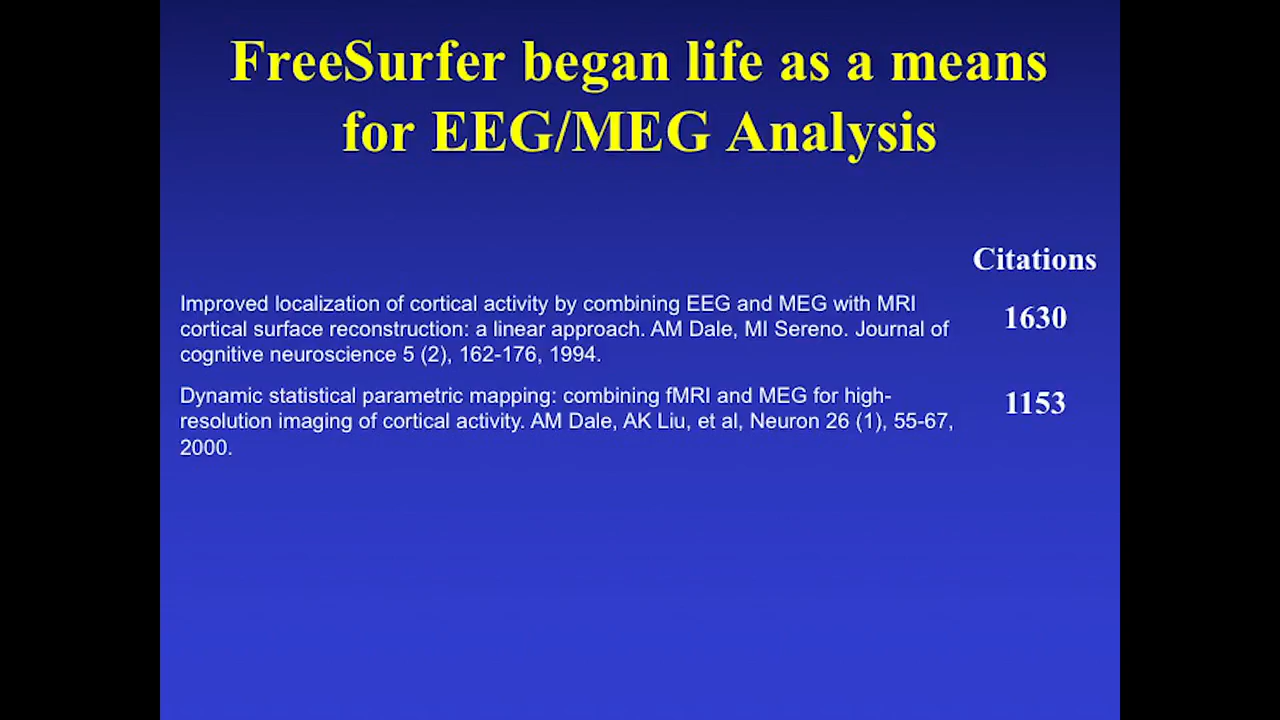 FreeSurfer began life as a means
for EEG/MEG Analysis
Citations
Improved localization of cortical activity by combining EEG and MEG with MRI
cortical surface reconstruction: a linear approach. AM Dale, MI Sereno. Journal of
cognitive neuroscience 5 (2), 162-176, 1994.
1630
Dynamic statistical parametric mapping: combining fMRI and MEG for high-
resolution imaging of cortical activity. AM Dale, AK Liu, et al, Neuron 26 (1), 55-67,
2000.
1153